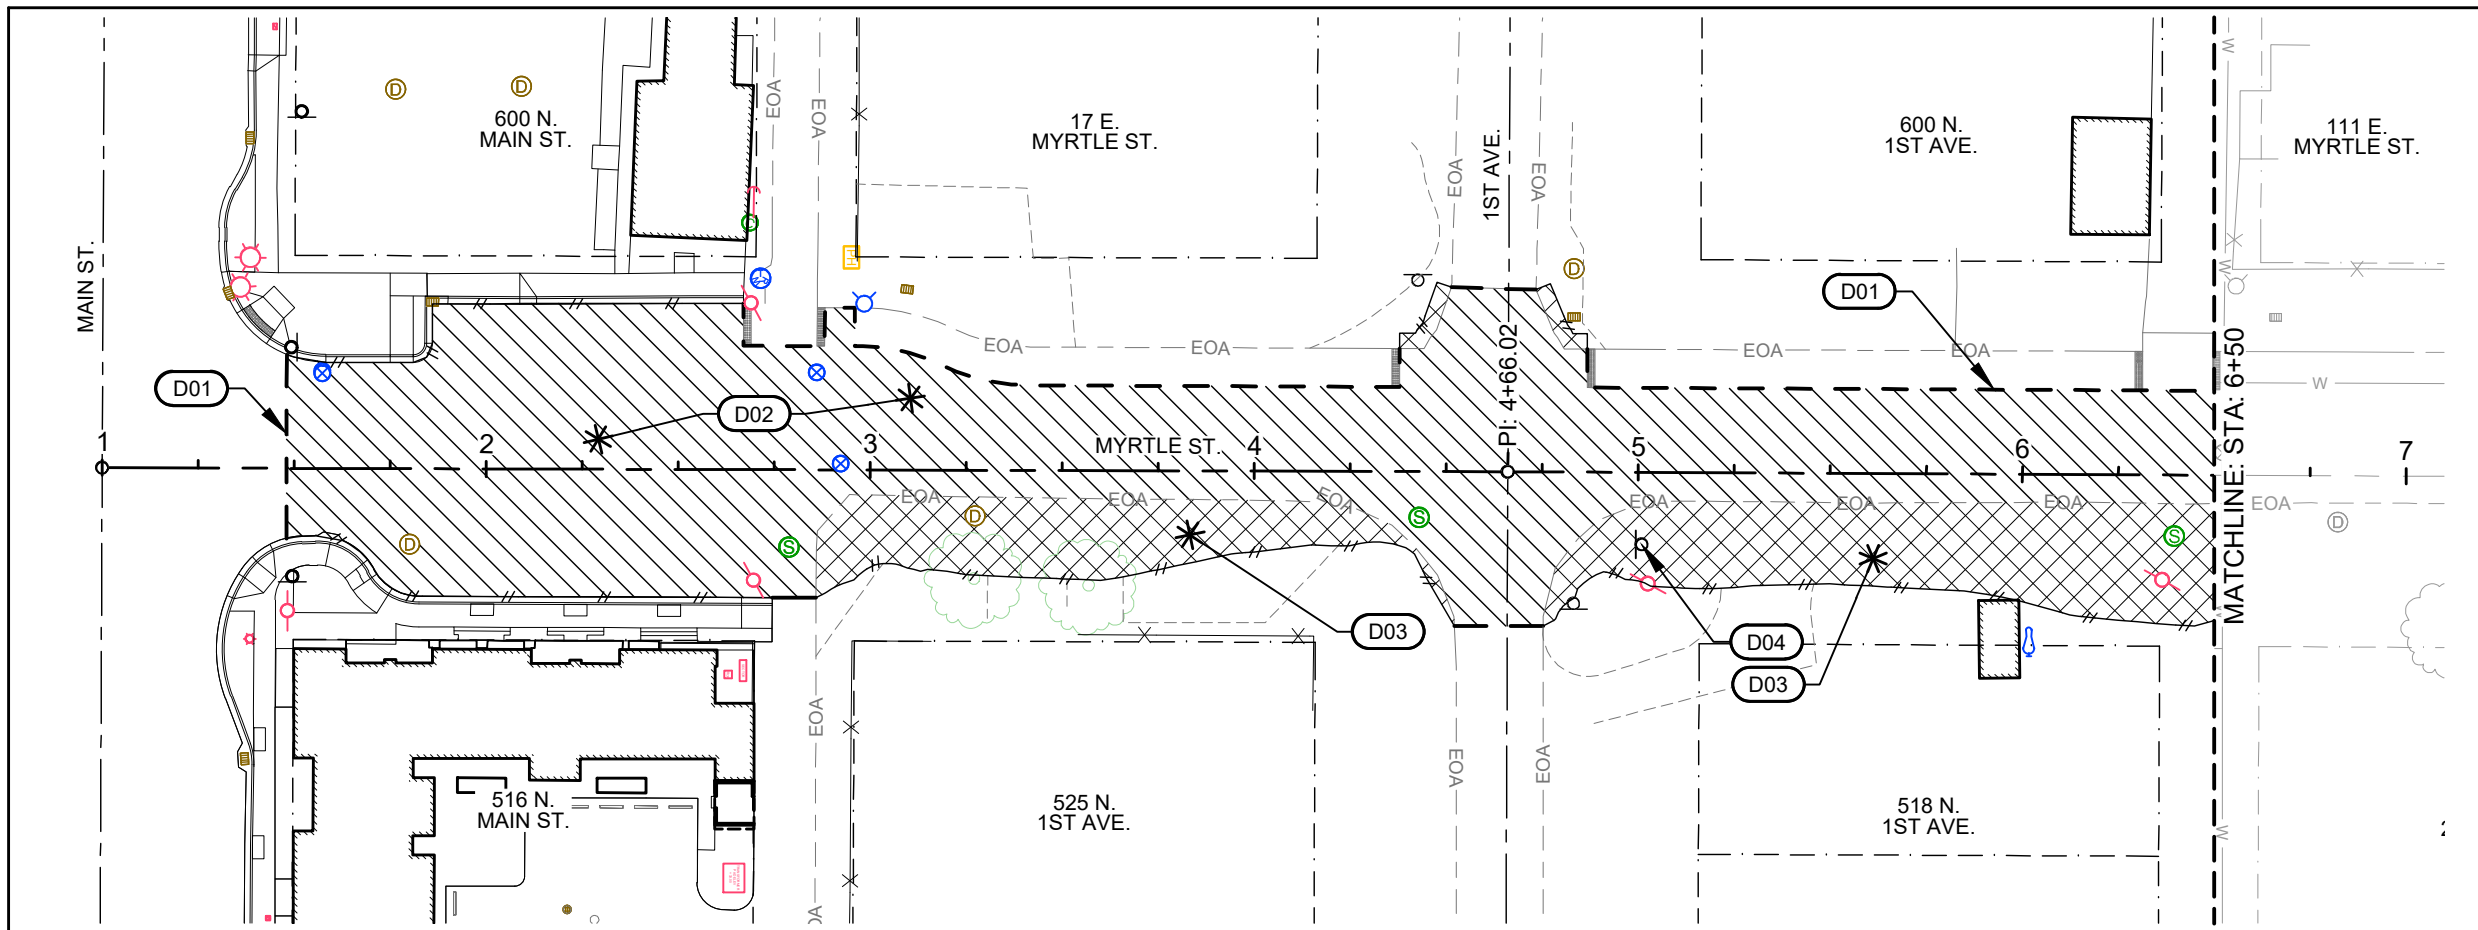 600 N.
MAIN ST.
17 E.
MYRTLE ST.
600 N.
1ST AVE.
111 E.
MYRTLE ST.
MAIN ST.
1ST AVE.
EOA
EOA
EOA
EOA
W
W
W
D
D
C
D
D01
D01
D02
EOA
EOA
EOA
EOA
W
PI: 4+66.02
MATCHLINE: STA: 6+50
1
2
3
MYRTLE ST.
4
5
6
7
EOA
EOA
EOA
EOA
EOA
EOA
EOA
D
D
S
S
S
D
D03
D04
D03
EOA
EOA
EOA
W
516 N.
MAIN ST.
525 N.
1ST AVE.
518 N.
1ST AVE.
C